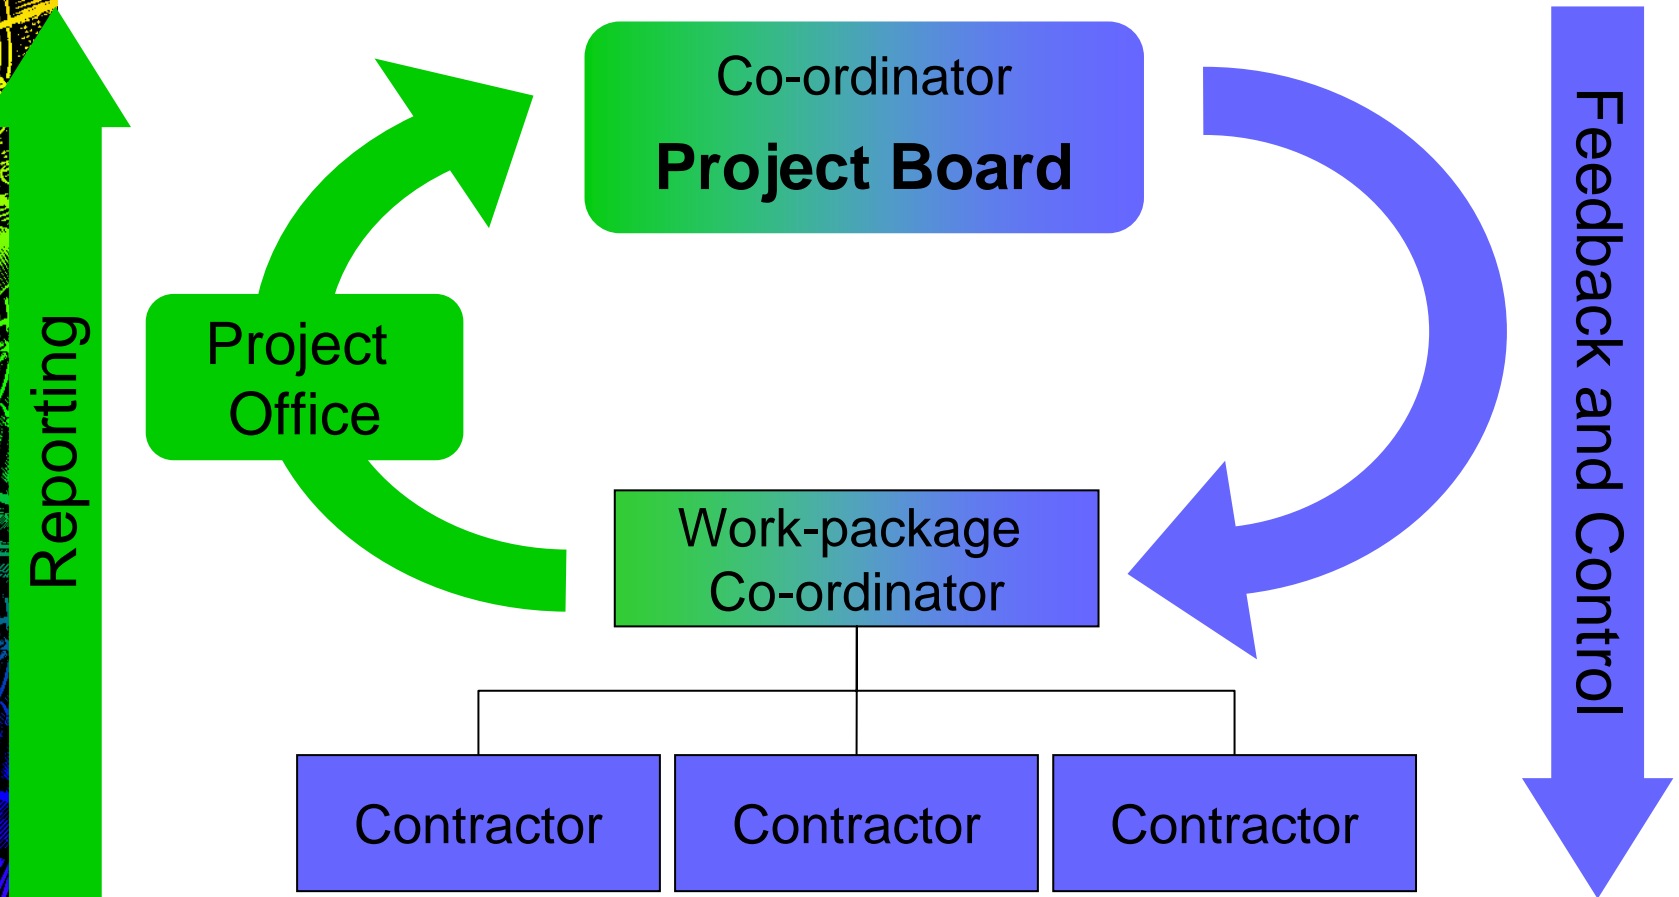 Co-ordinator
Project Board
Reporting
Project
Office
Feedback and Control
Work-package
Co-ordinator
Contractor
Contractor
Contractor